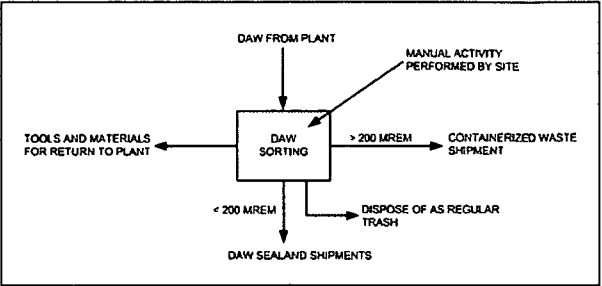 DAW FROM PLANT
MANUAL ACTIVITY
PERFORMED BY SITE
TOOLS AND MATERIALS
FOR RETURN TO PLANT
DAW
SORTING
> 200 MREM
CONTAINERIZED WASTE
SHIPMENT
< 200 MREM
DISPOSE OF AS REGULAR
TRASH
DAW SEALAND SHIPMENTS